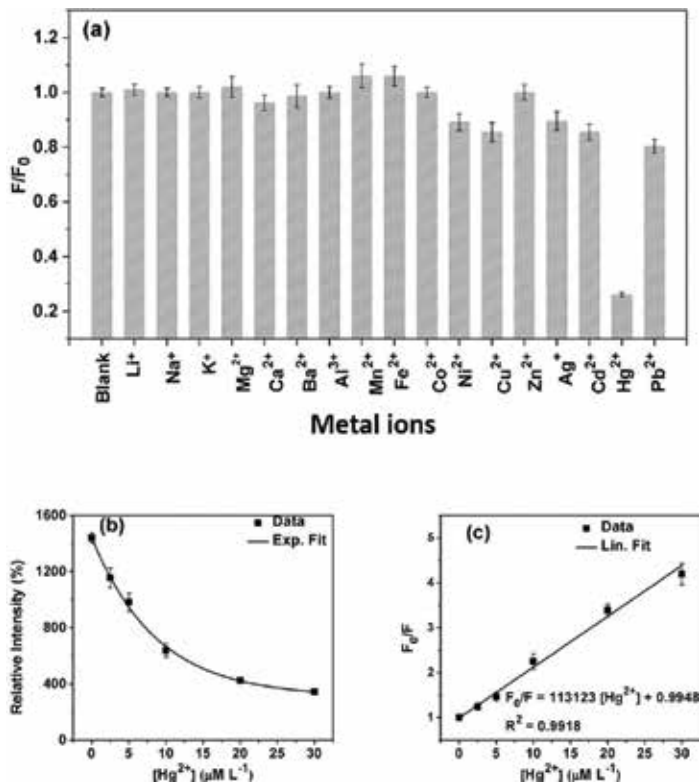 (a)
1.2
1.0
0.8
0.6
0.4
0.2
F/F₀
Blank
Li⁺
Na⁺
K⁺
Mg²⁺
Ca²⁺
Ba²⁺
Al³⁺
Mn²⁺
Fe²⁺
Co²⁺
Ni²⁺
Cu²⁺
Zn²⁺
Ag⁺
Cd²⁺
Hg²⁺
Pb²⁺
Metal ions
(b)
Data
Exp. Fit
1600
1200
800
400
0
Relative Intensity (%)
0 5 10 15 20 25 30
[Hg²⁺] (μM L⁻¹)
(c)
Data
Lin. Fit
5
4
3
2
1
F₀/F
F₀/F = 113123 [Hg²⁺] + 0.9948
R² = 0.9918
0 5 10 15 20 25 30
[Hg²⁺] (μM L⁻¹)